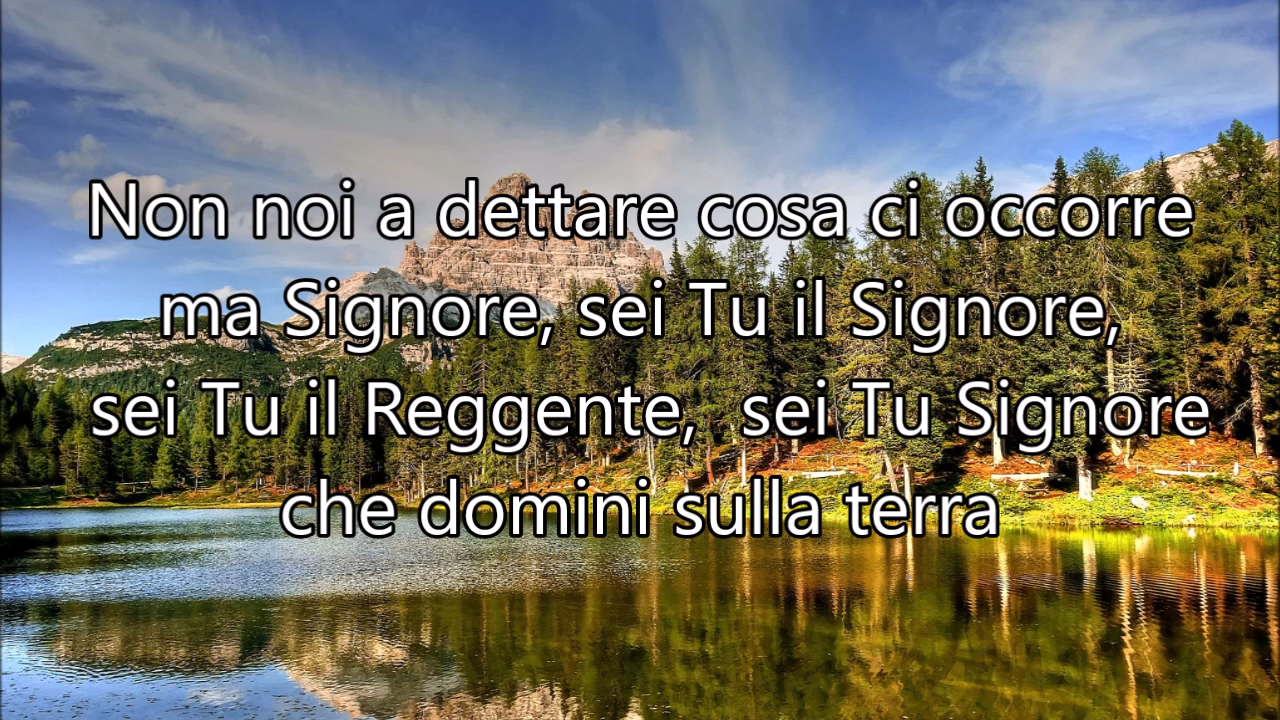 Non noi a dettare cosa ci occorre
ma Signore, sei Tu il Signore,
sei Tu il Reggente, sei Tu Signore
che domini sulla terra